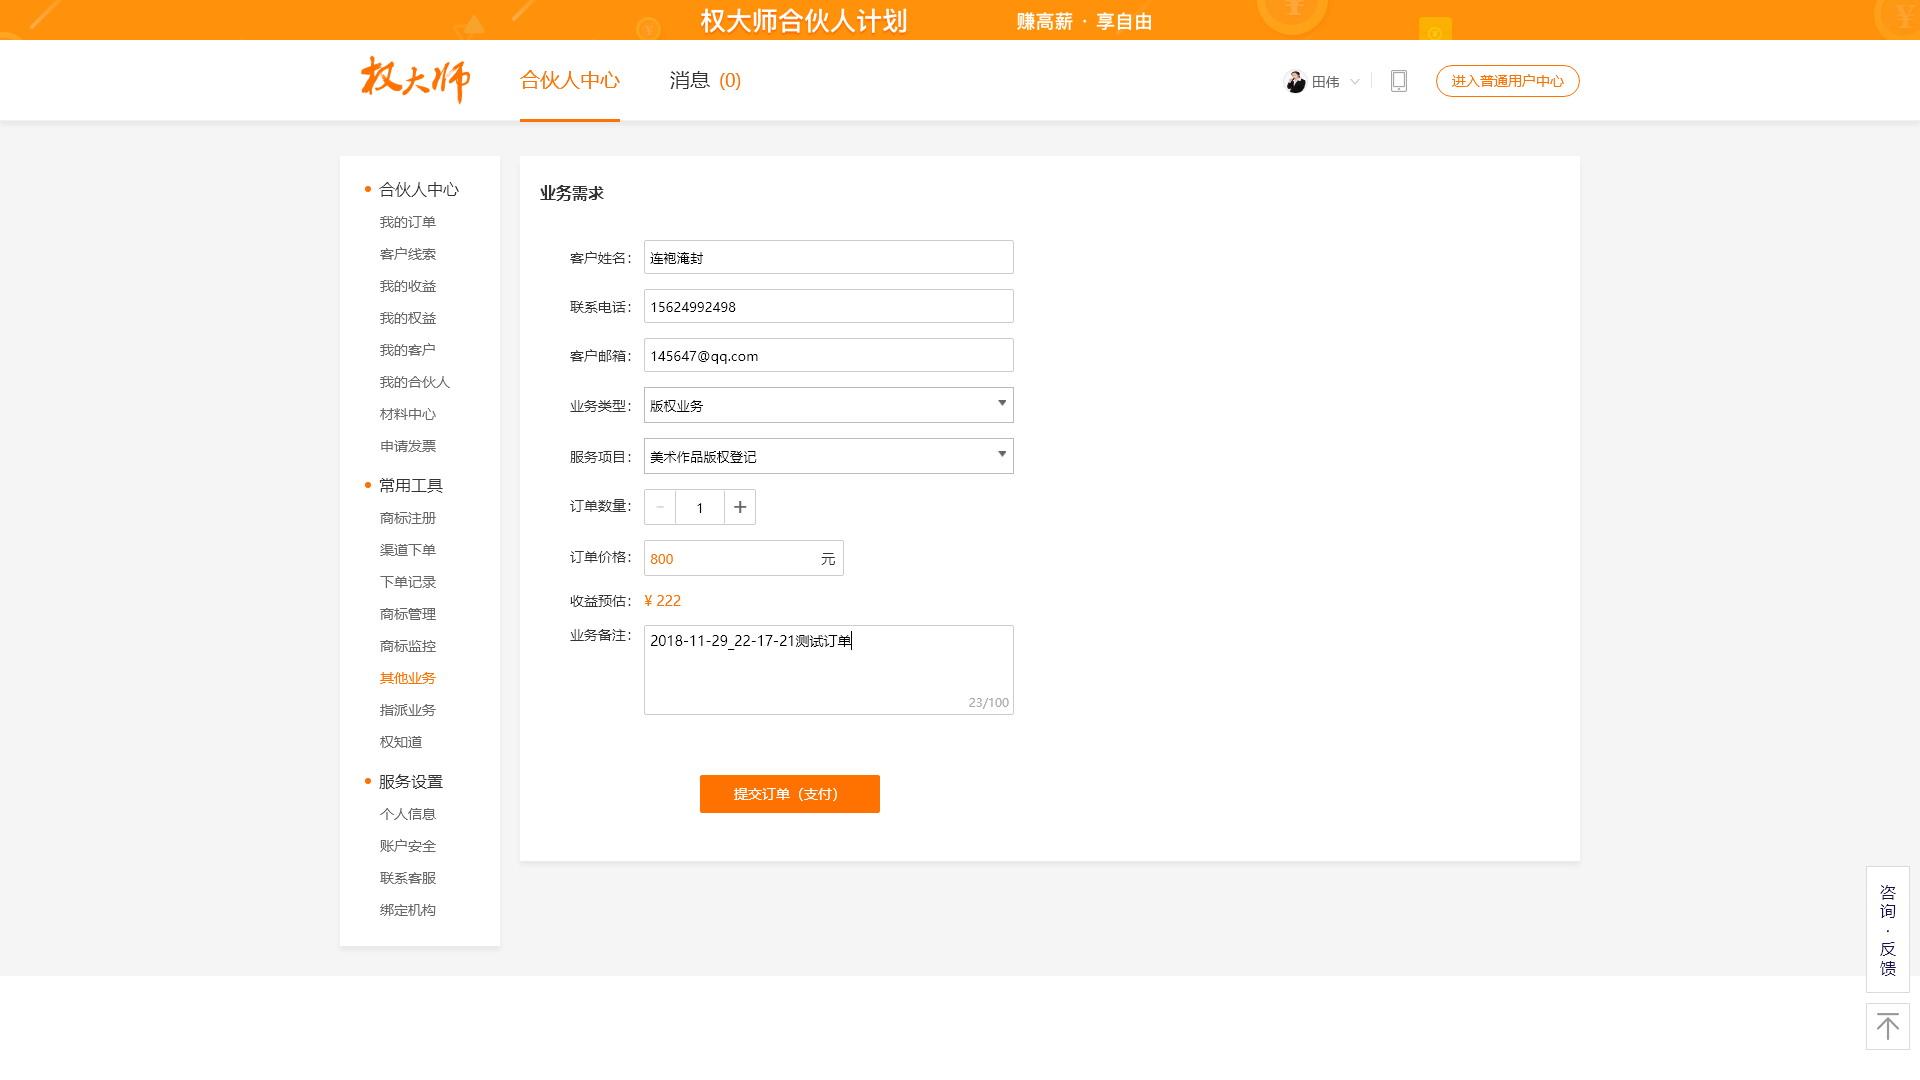 权大师合伙人计划 赚高薪 · 享自由
权大师 合伙人中心 消息 (0) 田伟 进入普通用户中心
合伙人中心
我的订单
客户线索
我的收益
我的权益
我的客户
我的合伙人
材料中心
申请发票
常用工具
商标注册
渠道下单
下单记录
商标管理
商标监控
其他业务
指派业务
权知道
服务设置
个人信息
账户安全
联系客服
绑定机构
业务需求
客户姓名： 连袍淹封
联系电话： 15624992498
客户邮箱： 145647@qq.com
业务类型： 版权业务
服务项目： 美术作品版权登记
订单数量： − 1 +
订单价格： 800 元
收益预估： ¥ 222
业务备注： 2018-11-29_22-17-21测试订单
23/100
提交订单（支付）
咨询·反馈